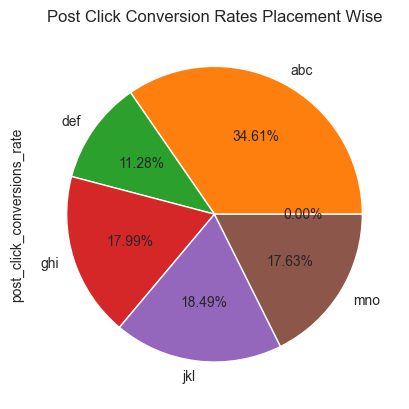 Post Click Conversion Rates Placement Wise
abc
34.61%
def
11.28%
post_click_conversions_rate
0.00%
17.99%
17.63%
ghi
18.49%
mno
jkl